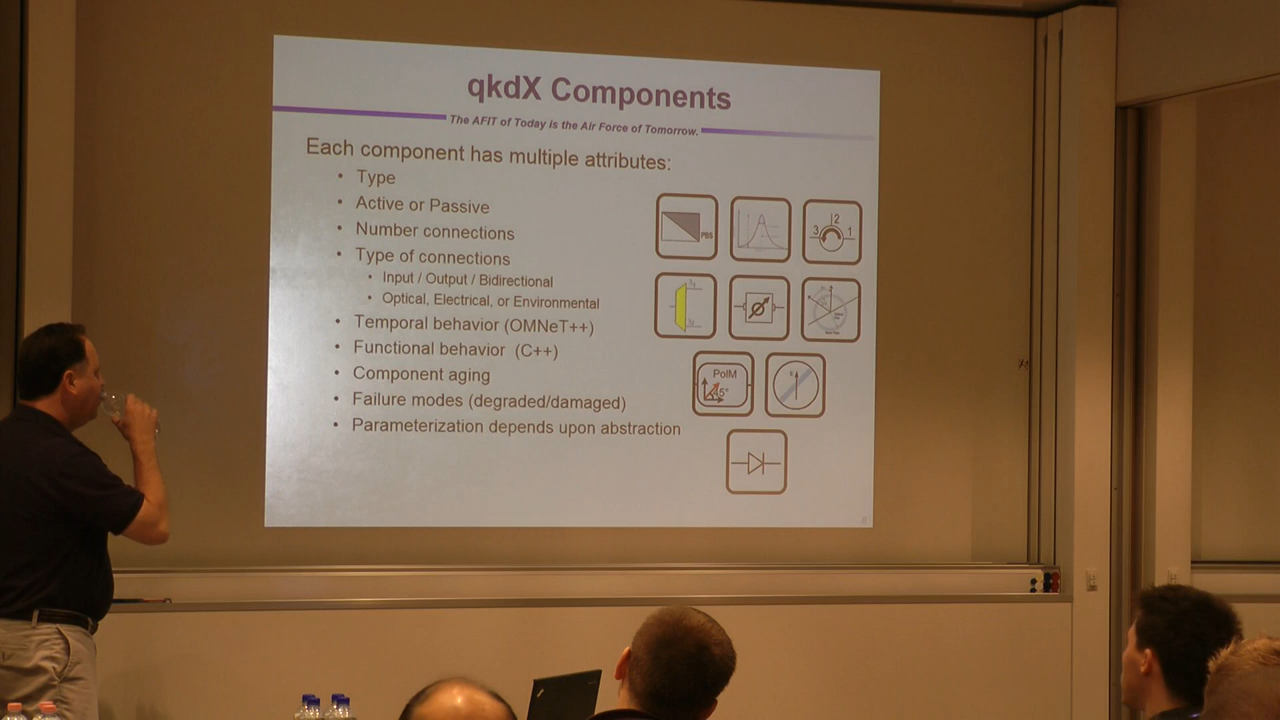 qkdX Components
The AFIT of Today is the Air Force of Tomorrow.
Each component has multiple attributes:
• Type
• Active or Passive
• Number connections
• Type of connections
• Input / Output / Bidirectional
• Optical, Electrical, or Environmental
• Temporal behavior (OMNeT++)
• Functional behavior (C++)
• Component aging
• Failure modes (degraded/damaged)
• Parameterization depends upon abstraction
PBS
2
3 1
PolM
45°
8